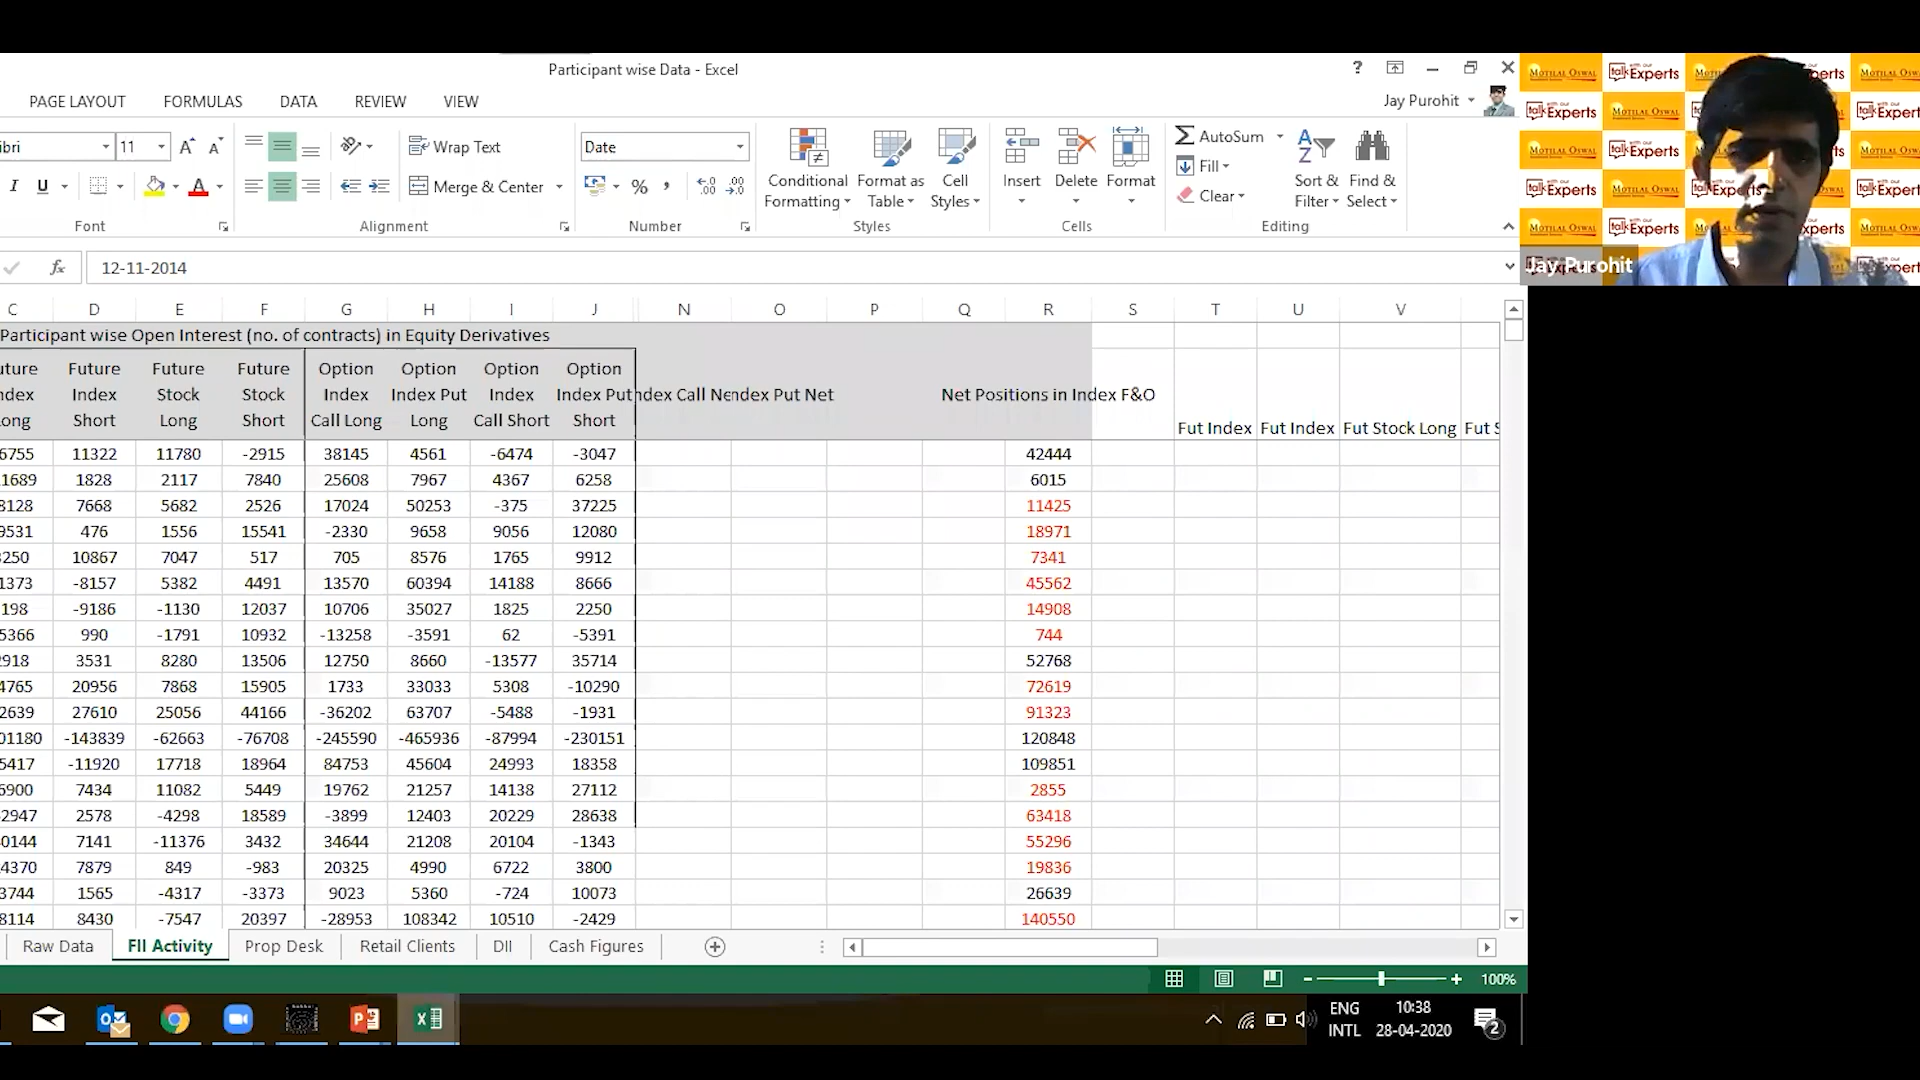 Participant wise Data - Excel
?
PAGE LAYOUT FORMULAS DATA REVIEW VIEW
Jay Purohit
ibri 11
Wrap Text
Date
AutoSum
Fill
Clear
I U
Merge & Center
%
Conditional Formatting
Format as Table
Cell Styles
Insert
Delete
Format
Sort & Filter
Find & Select
Font Alignment Number Styles Cells Editing
fx 12-11-2014
C D E F G H I J N O P Q R S T U V
Participant wise Open Interest (no. of contracts) in Equity Derivatives
uture Future Future Future Option Option Option Option
ndex Index Stock Stock Index Index Put Index Index Put ndex Call Ne ndex Put Net Net Positions in Index F&O
ong Short Long Short Call Long Long Call Short Short Fut Index Fut Index Fut Stock Long Fut S
6755 11322 11780 -2915 38145 4561 -6474 -3047 42444
1689 1828 2117 7840 25608 7967 4367 6258 6015
8128 7668 5682 2526 17024 50253 -375 37225 11425
9531 476 1556 15541 -2330 9658 9056 12080 18971
3250 10867 7047 517 705 8576 1765 9912 7341
1373 -8157 5382 4491 13570 60394 14188 8666 45562
198 -9186 -1130 12037 10706 35027 1825 2250 14908
5366 990 -1791 10932 -13258 -3591 62 -5391 744
2918 3531 8280 13506 12750 8660 -13577 35714 52768
4765 20956 7868 15905 1733 33033 5308 -10290 72619
2639 27610 25056 44166 -36202 63707 -5488 -1931 91323
01180 -143839 -62663 -76708 -245590 -465936 -87994 -230151 120848
5417 -11920 17718 18964 84753 45604 24993 18358 109851
6900 7434 11082 5449 19762 21257 14138 27112 2855
2947 2578 -4298 18589 -3899 12403 20229 28638 63418
0144 7141 -11376 3432 34644 21208 20104 -1343 55296
4370 7879 849 -983 20325 4990 6722 3800 19836
3744 1565 -4317 -3373 9023 5360 -724 10073 26639
8114 8430 -7547 20397 -28953 108342 10510 -2429 140550
Raw Data FII Activity Prop Desk Retail Clients DII Cash Figures
100%
ENG 10:38
INTL 28-04-2020
2
MOTILAL OSWAL talk with our Experts
Jay Purohit